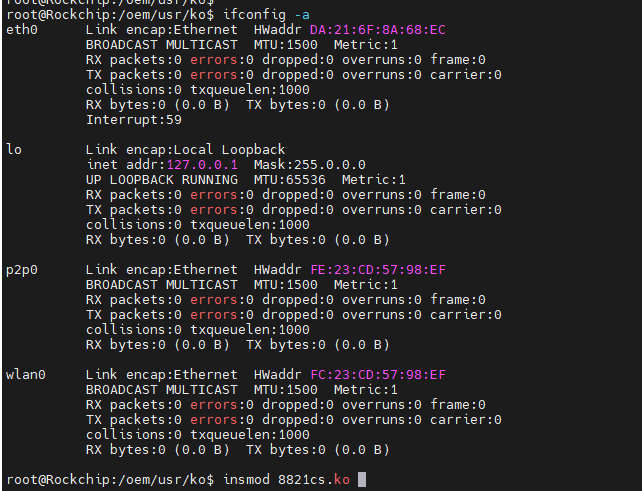 root@Rockchip:/oem/usr/ko$
root@Rockchip:/oem/usr/ko$ ifconfig -a
eth0      Link encap:Ethernet  HWaddr DA:21:6F:8A:68:EC
          BROADCAST MULTICAST  MTU:1500  Metric:1
          RX packets:0 errors:0 dropped:0 overruns:0 frame:0
          TX packets:0 errors:0 dropped:0 overruns:0 carrier:0
          collisions:0 txqueuelen:1000
          RX bytes:0 (0.0 B)  TX bytes:0 (0.0 B)
          Interrupt:59
lo        Link encap:Local Loopback
          inet addr:127.0.0.1  Mask:255.0.0.0
          UP LOOPBACK RUNNING  MTU:65536  Metric:1
          RX packets:0 errors:0 dropped:0 overruns:0 frame:0
          TX packets:0 errors:0 dropped:0 overruns:0 carrier:0
          collisions:0 txqueuelen:1000
          RX bytes:0 (0.0 B)  TX bytes:0 (0.0 B)
p2p0      Link encap:Ethernet  HWaddr FE:23:CD:57:98:EF
          BROADCAST MULTICAST  MTU:1500  Metric:1
          RX packets:0 errors:0 dropped:0 overruns:0 frame:0
          TX packets:0 errors:0 dropped:0 overruns:0 carrier:0
          collisions:0 txqueuelen:1000
          RX bytes:0 (0.0 B)  TX bytes:0 (0.0 B)
wlan0     Link encap:Ethernet  HWaddr FC:23:CD:57:98:EF
          BROADCAST MULTICAST  MTU:1500  Metric:1
          RX packets:0 errors:0 dropped:0 overruns:0 frame:0
          TX packets:0 errors:0 dropped:0 overruns:0 carrier:0
          collisions:0 txqueuelen:1000
          RX bytes:0 (0.0 B)  TX bytes:0 (0.0 B)
root@Rockchip:/oem/usr/ko$ insmod 8821cs.ko